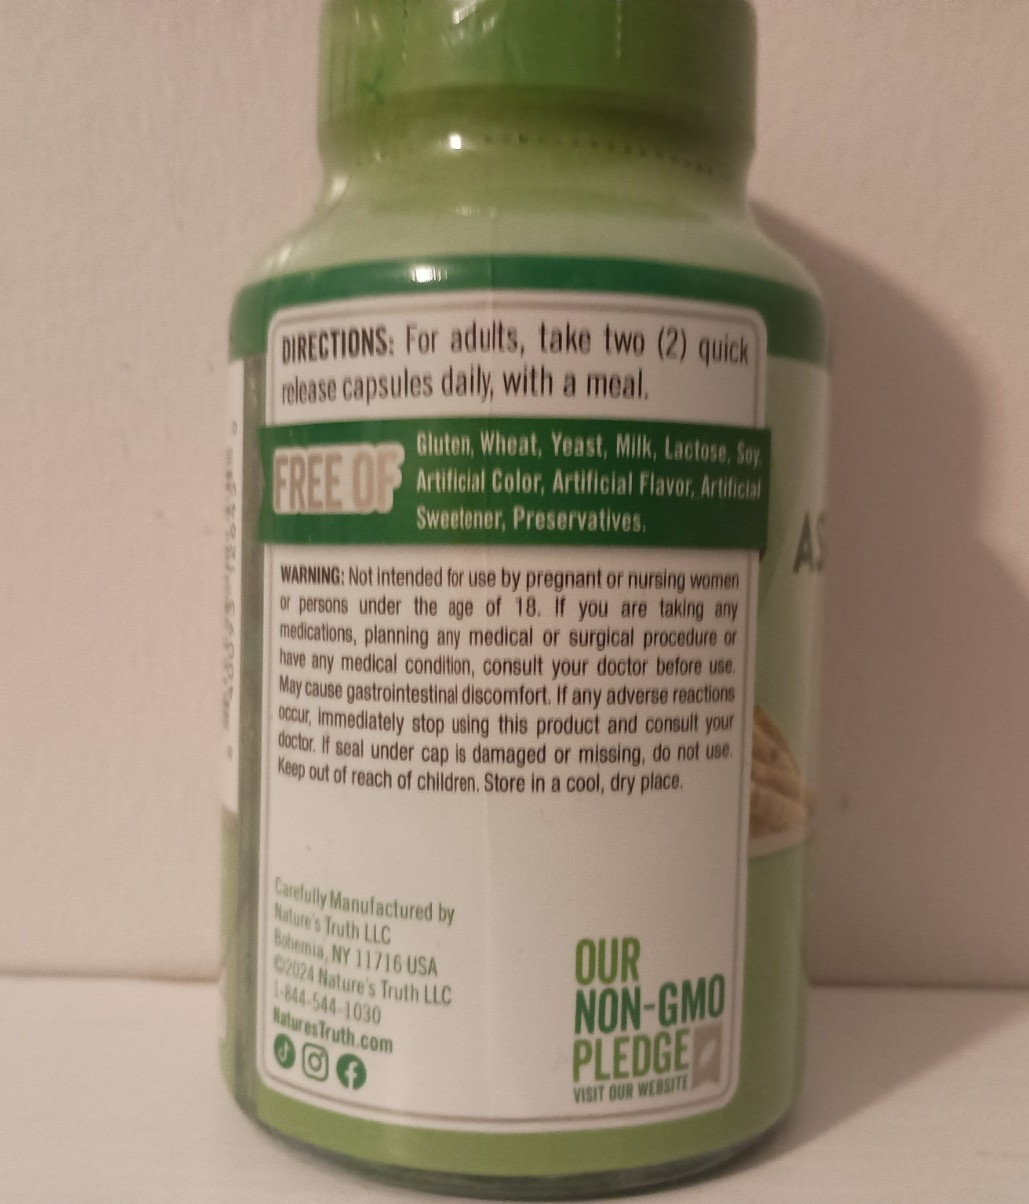 DIRECTIONS: For adults, take two (2) quick
release capsules daily, with a meal.
FREE OF
Gluten, Wheat, Yeast, Milk, Lactose, Soy,
Artificial Color, Artificial Flavor, Artificial
Sweetener, Preservatives.
WARNING: Not intended for use by pregnant or nursing women
or persons under the age of 18. If you are taking any
medications, planning any medical or surgical procedure or
have any medical condition, consult your doctor before use.
May cause gastrointestinal discomfort. If any adverse reactions
occur, immediately stop using this product and consult your
doctor. If seal under cap is damaged or missing, do not use.
Keep out of reach of children. Store in a cool, dry place.
Carefully Manufactured by
Nature's Truth LLC
Bohemia, NY 11716 USA
©2024 Nature's Truth LLC
1-844-544-1030
NaturesTruth.com
OUR
NON-GMO
PLEDGE
VISIT OUR WEBSITE
AS